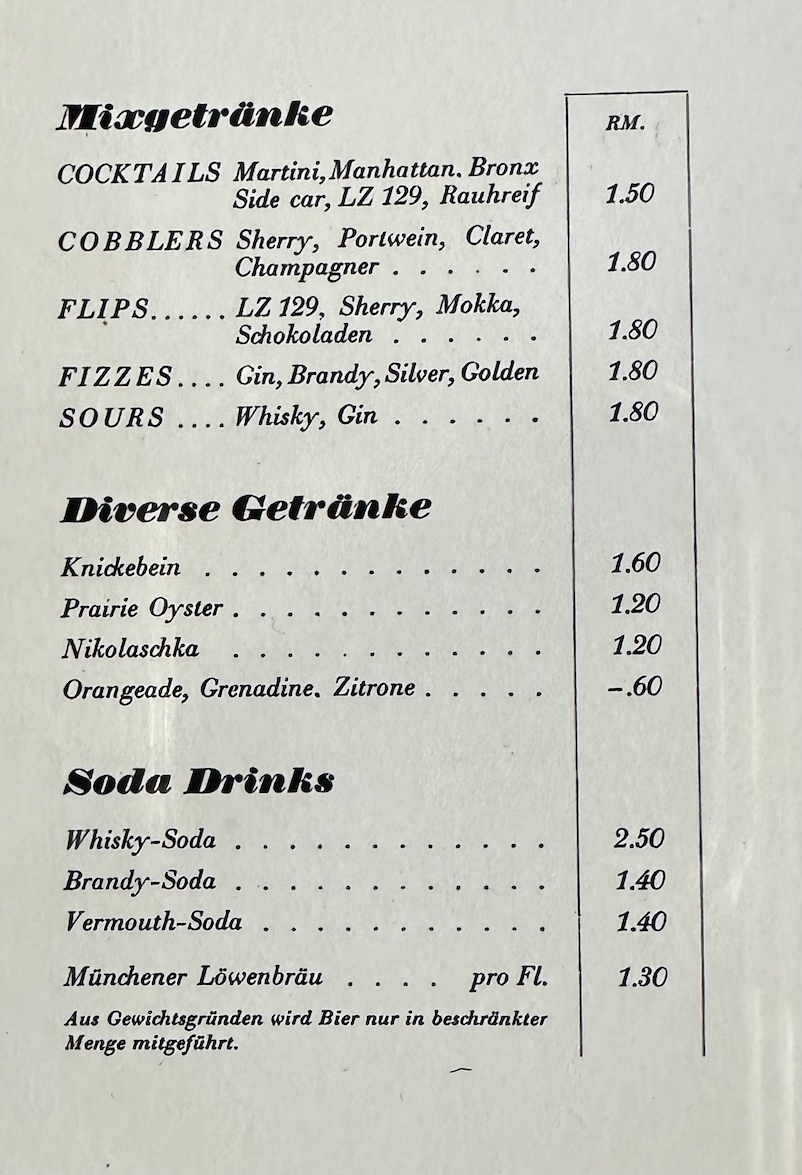 Mixgetränke
RM.
COCKTAILS Martini, Manhattan. Bronx
Side car, LZ 129, Rauhreif 1.50
COBBLERS Sherry, Portwein, Claret,
Champagner . . . . . . 1.80
FLIPS...... LZ 129, Sherry, Mokka,
Schokoladen . . . . . . 1.80
FIZZES.... Gin, Brandy, Silver, Golden 1.80
SOURS .... Whisky, Gin . . . . . . 1.80
Diverse Getränke
Knickebein . . . . . . . . . . . . . 1.60
Prairie Oyster . . . . . . . . . . . . 1.20
Nikolaschka . . . . . . . . . . . . 1.20
Orangeade, Grenadine. Zitrone . . . . . –.60
Soda Drinks
Whisky-Soda . . . . . . . . . . . . 2.50
Brandy-Soda . . . . . . . . . . . . 1.40
Vermouth-Soda . . . . . . . . . . . 1.40
Münchener Löwenbräu . . . . pro Fl. 1.30
Aus Gewichtsgründen wird Bier nur in beschränkter
Menge mitgeführt.